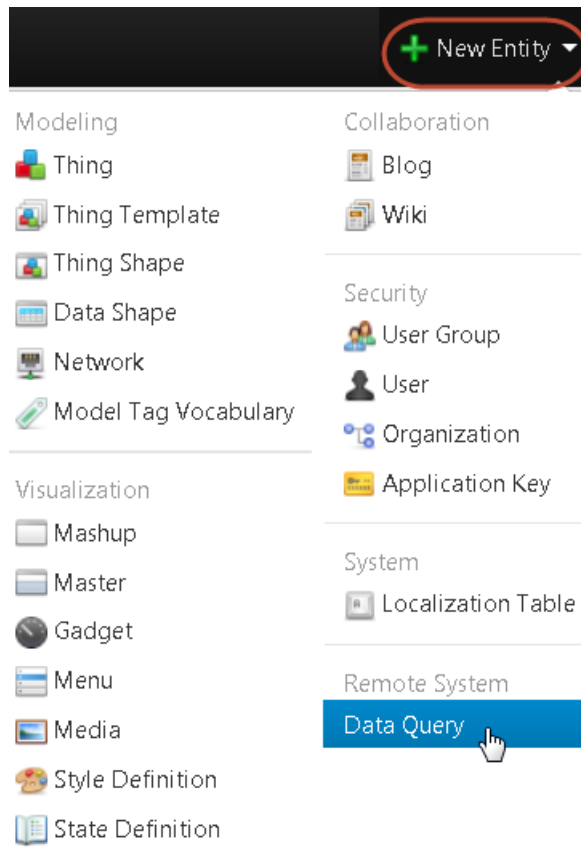 New Entity
Modeling
Thing
Thing Template
Thing Shape
Data Shape
Network
Model Tag Vocabulary
Visualization
Mashup
Master
Gadget
Menu
Media
Style Definition
State Definition
Collaboration
Blog
Wiki
Security
User Group
User
Organization
Application Key
System
Localization Table
Remote System
Data Query